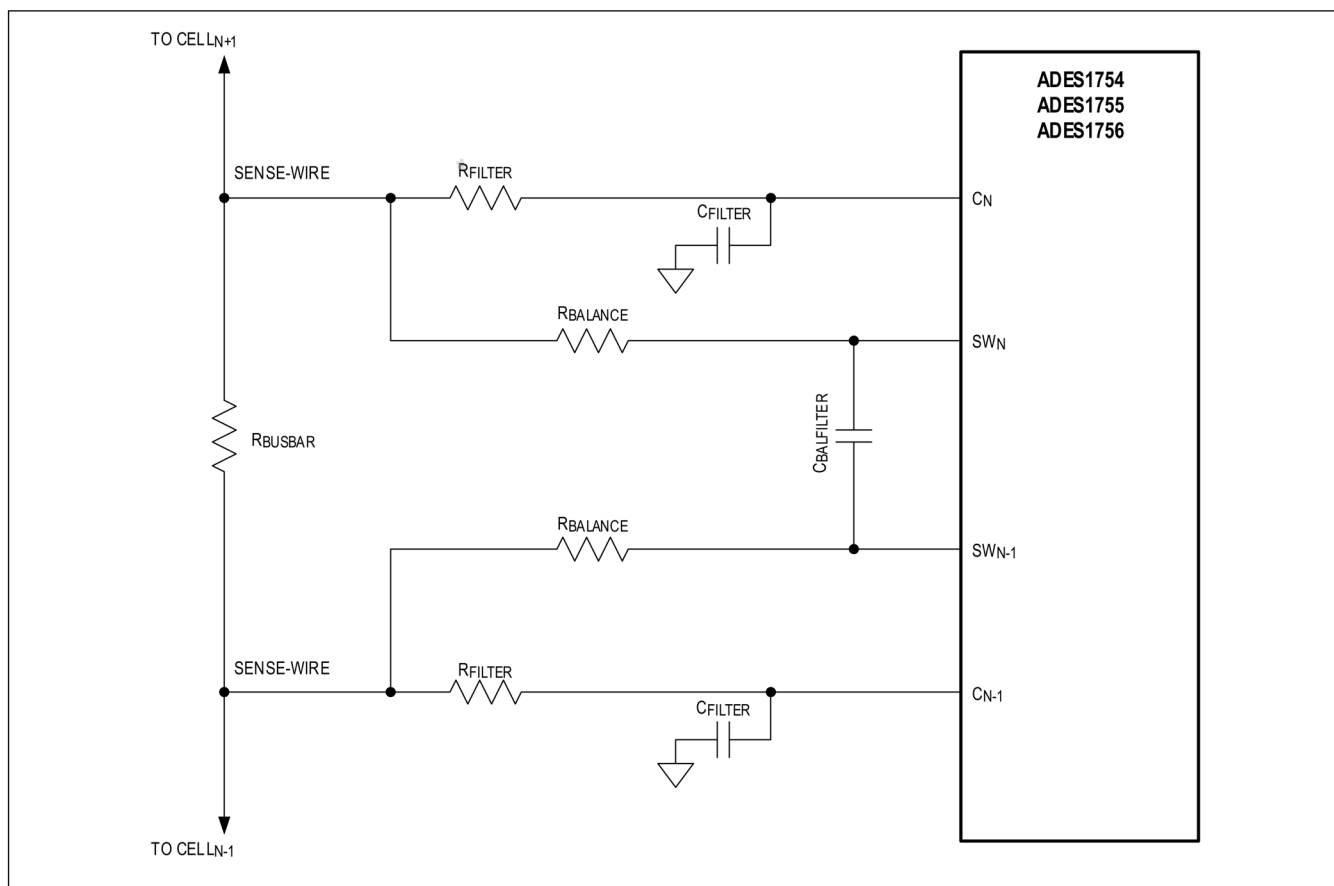 TO CELLN+1
ADES1754
ADES1755
ADES1756
SENSE-WIRE
RFILTER
CFILTER
CN
RBALANCE
SWN
RBUSBAR
CBALFILTER
RBALANCE
SWN-1
SENSE-WIRE
RFILTER
CFILTER
CN-1
TO CELLN-1